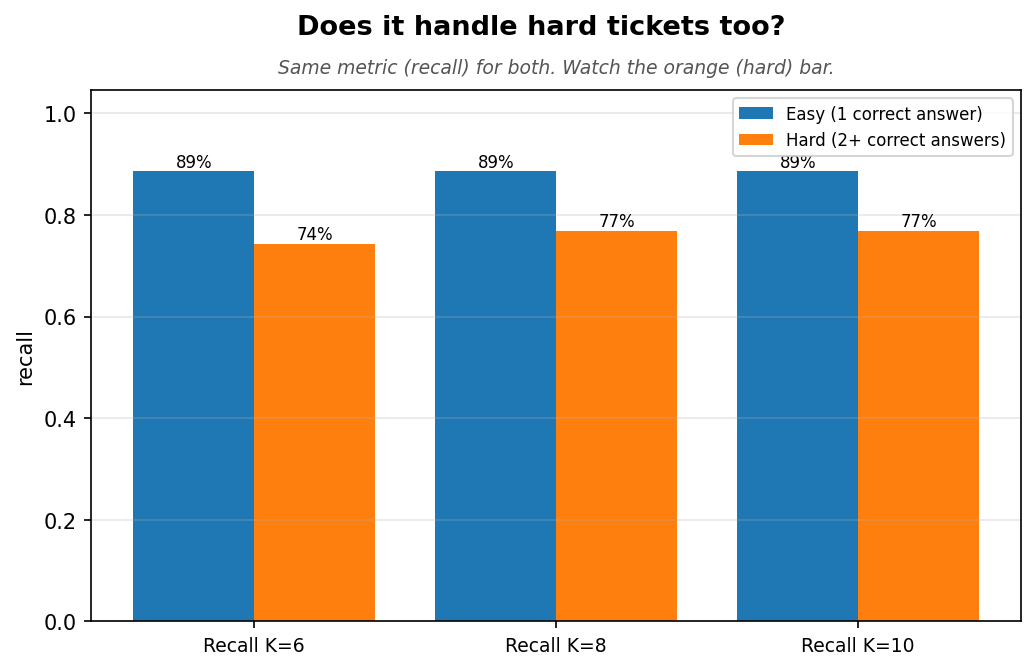 Does it handle hard tickets too?
Same metric (recall) for both. Watch the orange (hard) bar.
Easy (1 correct answer)
Hard (2+ correct answers)
1.0
0.8
0.6
0.4
0.2
0.0
recall
89%
74%
89%
77%
89%
77%
Recall K=6
Recall K=8
Recall K=10